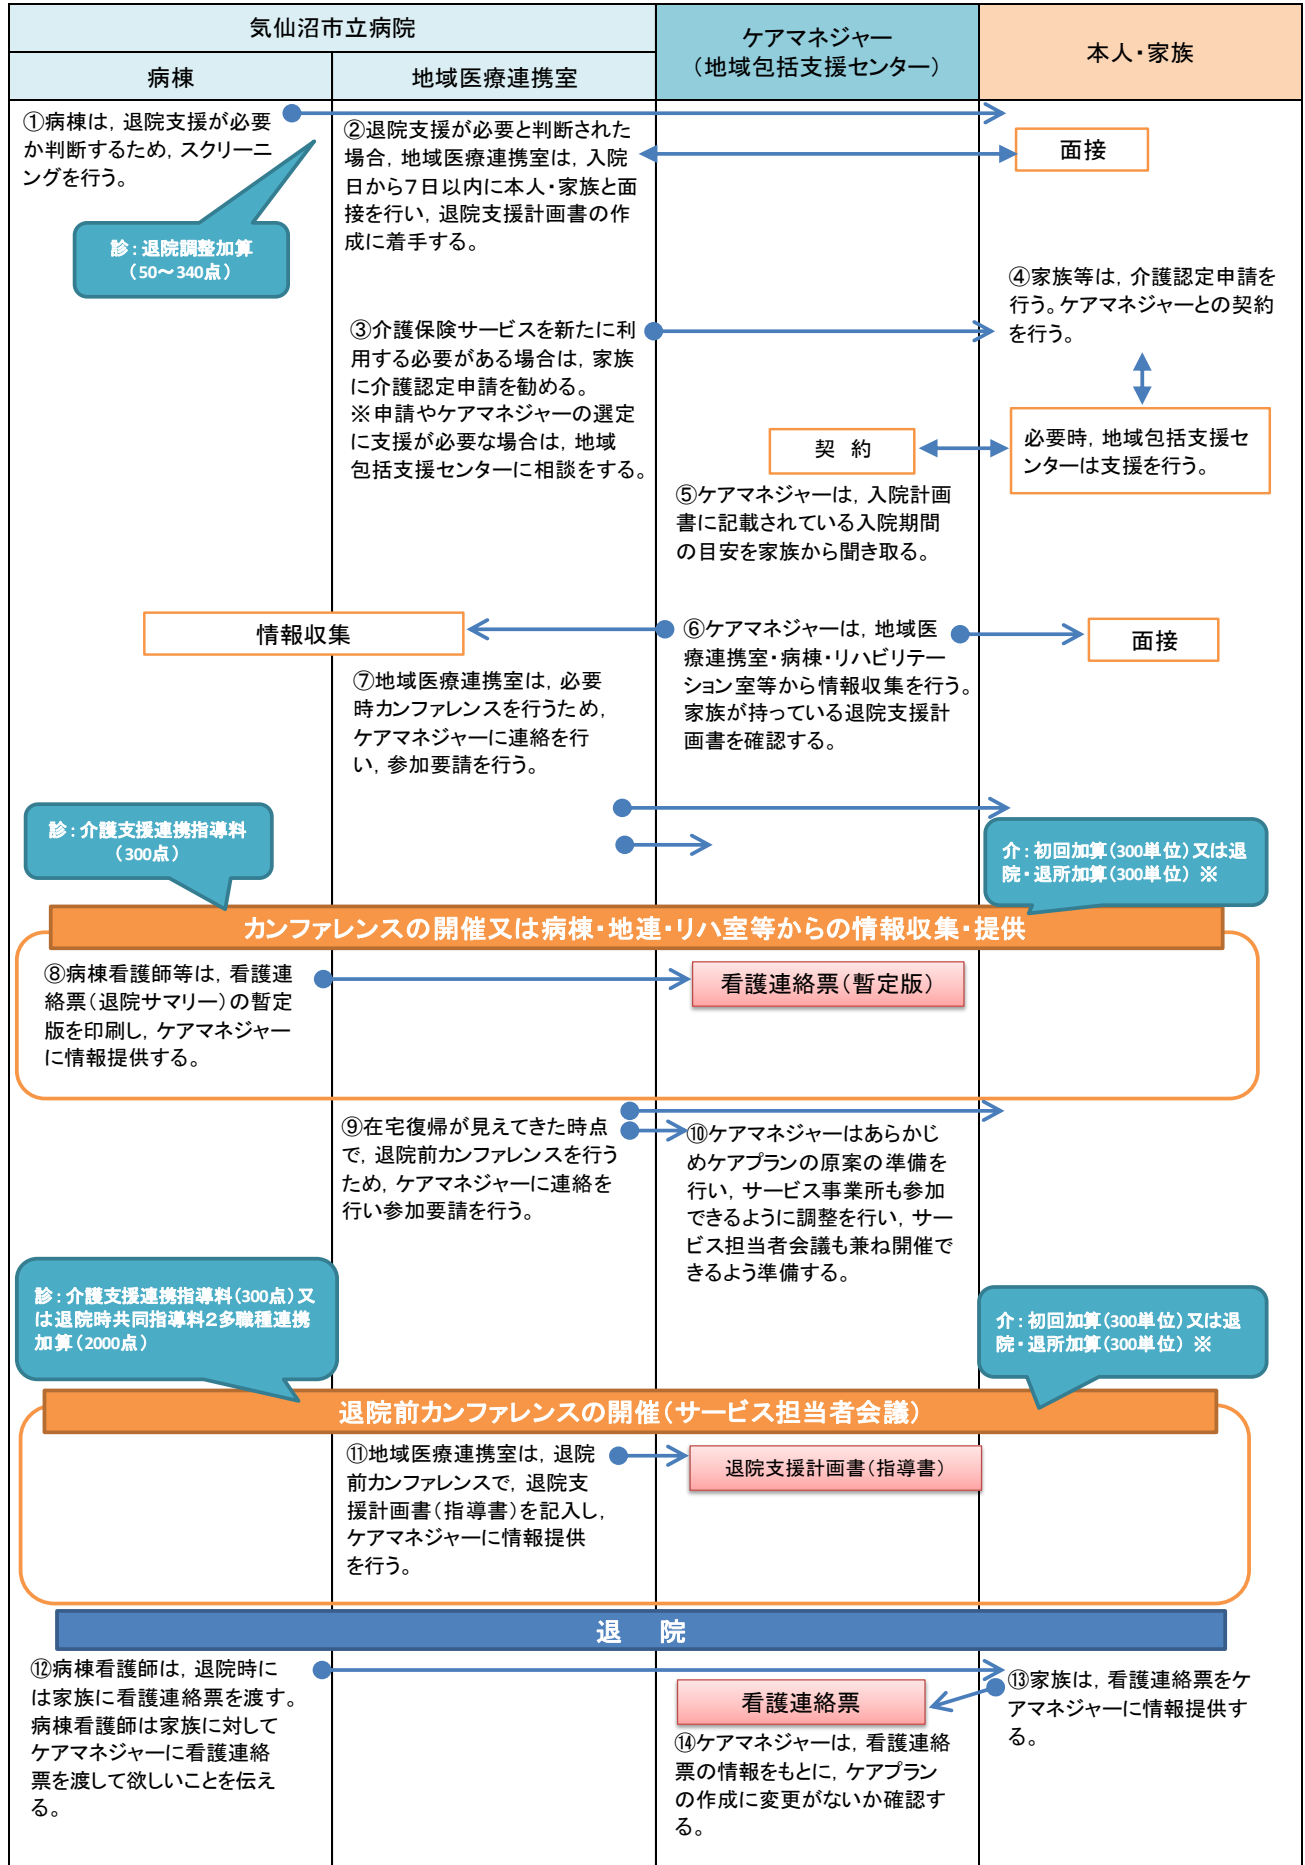 気仙沼市立病院
ケアマネジャー
（地域包括支援センター）
本人・家族
病棟
地域医療連携室
①病棟は，退院支援が必要
か判断するため，スクリーニ
ングを行う。
診：退院調整加算
（50～340点）
②退院支援が必要と判断された
場合，地域医療連携室は，入院
日から７日以内に本人・家族と面
接を行い，退院支援計画書の作
成に着手する。
面接
③介護保険サービスを新たに利
用する必要がある場合は，家族
に介護認定申請を勧める。
※申請やケアマネジャーの選定
に支援が必要な場合は，地域
包括支援センターに相談をする。
④家族等は，介護認定申請を
行う。ケアマネジャーとの契約
を行う。
契　約
必要時，地域包括支援セ
ンターは支援を行う。
⑤ケアマネジャーは，入院計画
書に記載されている入院期間
の目安を家族から聞き取る。
情報収集
⑥ケアマネジャーは，地域医
療連携室・病棟・リハビリテー
ション室等から情報収集を行う。
家族が持っている退院支援計
画書を確認する。
面接
⑦地域医療連携室は，必要
時カンファレンスを行うため，
ケアマネジャーに連絡を行
い，参加要請を行う。
診：介護支援連携指導料
（300点）
介：初回加算（300単位）又は退
院・退所加算（300単位） ※
カンファレンスの開催又は病棟・地連・リハ室等からの情報収集・提供
⑧病棟看護師等は，看護連
絡票（退院サマリー）の暫定
版を印刷し，ケアマネジャー
に情報提供する。
看護連絡票（暫定版）
⑨在宅復帰が見えてきた時点
で，退院前カンファレンスを行う
ため，ケアマネジャーに連絡を
行い参加要請を行う。
⑩ケアマネジャーはあらかじ
めケアプランの原案の準備を
行い，サービス事業所も参加
できるように調整を行い，サー
ビス担当者会議も兼ね開催で
きるよう準備する。
診：介護支援連携指導料（300点）又
は退院時共同指導料２多職種連携
加算（2000点）
介：初回加算（300単位）又は退
院・退所加算（300単位） ※
退院前カンファレンスの開催（サービス担当者会議）
⑪地域医療連携室は，退院
前カンファレンスで，退院支
援計画書（指導書）を記入し，
ケアマネジャーに情報提供
を行う。
退院支援計画書（指導書）
退　院
⑫病棟看護師は，退院時に
は家族に看護連絡票を渡す。
病棟看護師は家族に対して
ケアマネジャーに看護連絡
票を渡して欲しいことを伝え
る。
看護連絡票
⑬家族は，看護連絡票をケ
アマネジャーに情報提供す
る。
⑭ケアマネジャーは，看護連絡
票の情報をもとに，ケアプラン
の作成に変更がないか確認す
る。